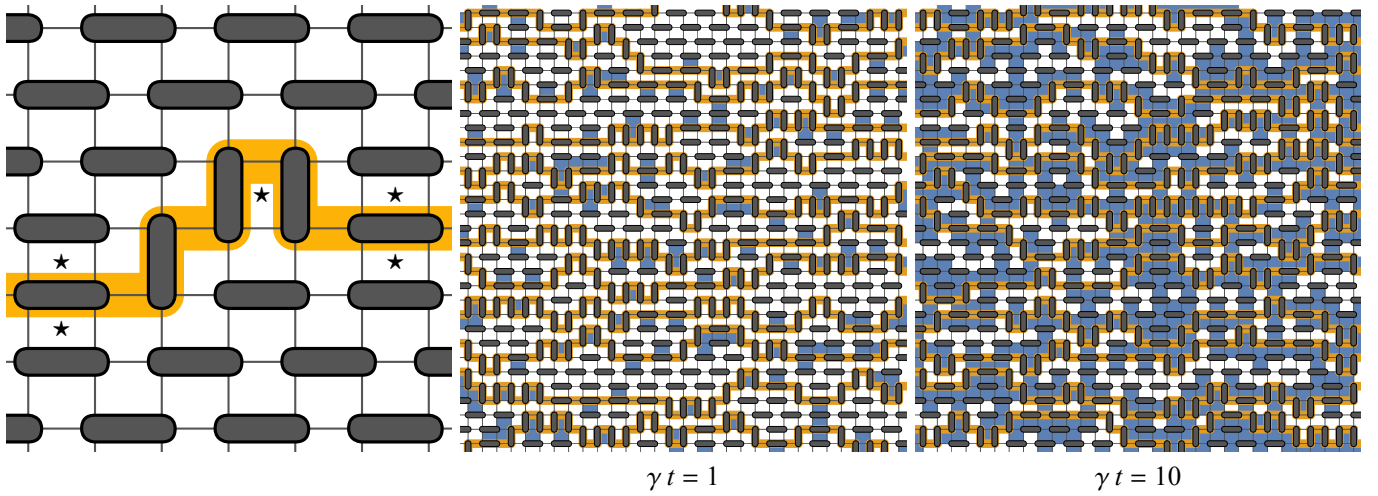 γ t = 1
γ t = 10